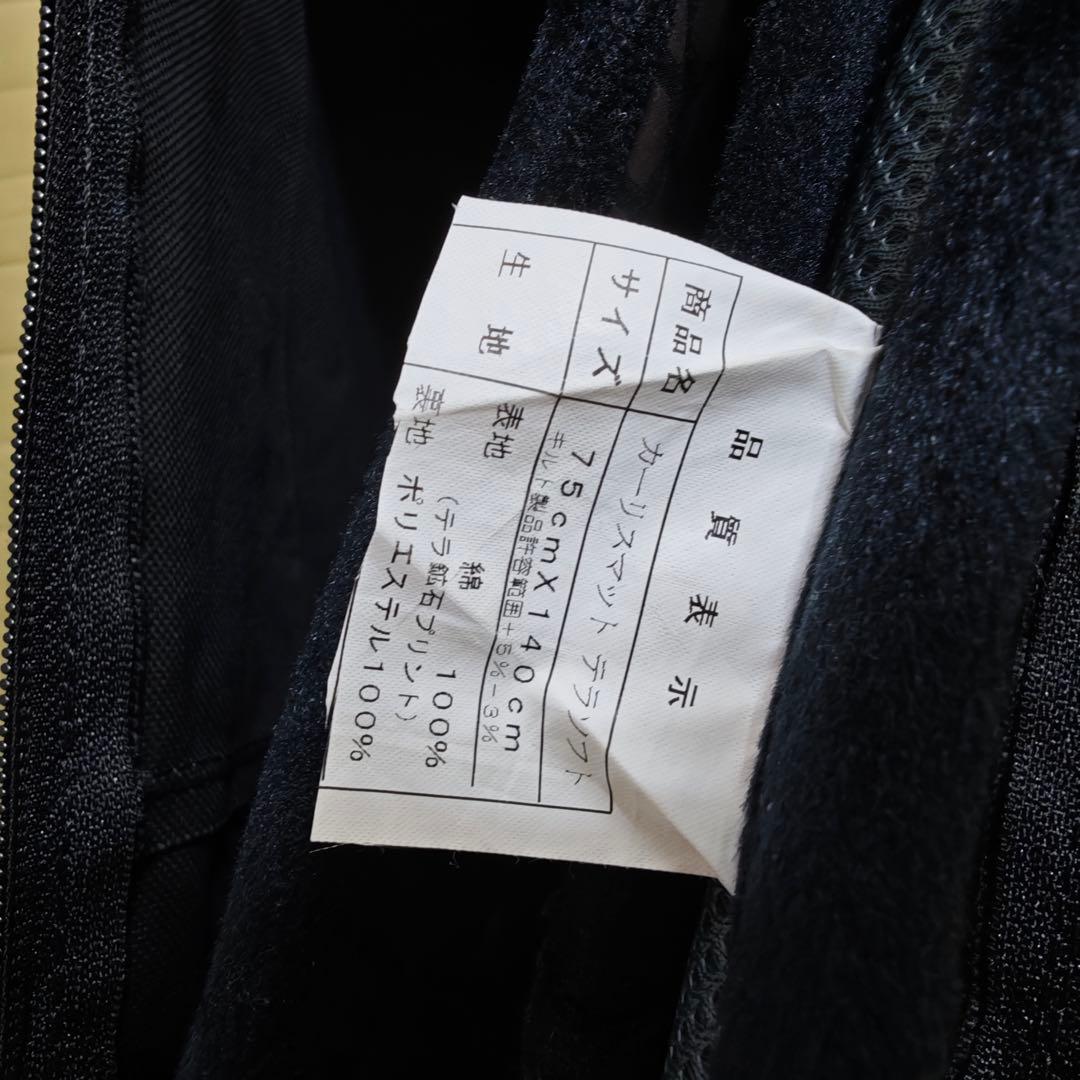 品質表示
商品名 カーリスマット テラソフト
サイズ 75cmX140cm
キルト製品許容範囲+5%-3%
生地 表地 綿 100%
(テラ鉱石プリント)
裏地 ポリエステル100%